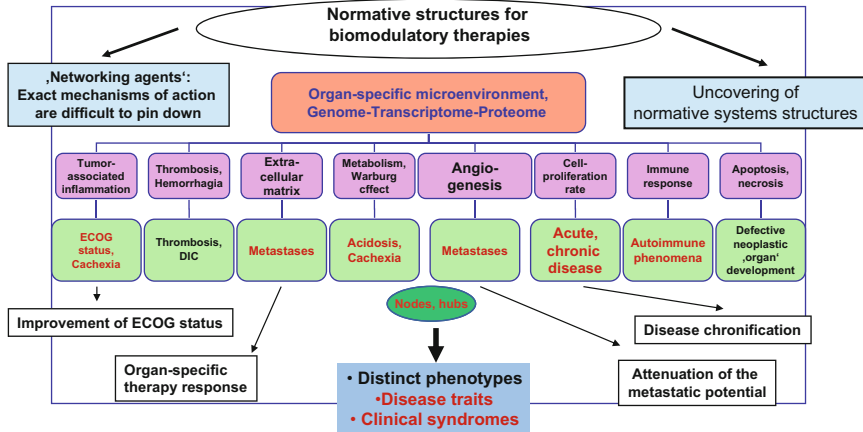 Normative structures for
biomodulatory therapies
‚Networking agents‘:
Exact mechanisms of action
are difficult to pin down
Uncovering of
normative systems structures
Organ-specific microenvironment,
Genome-Transcriptome-Proteome
Tumor-
associated
inflammation
Thrombosis,
Hemorrhagia
Extra-
cellular
matrix
Metabolism,
Warburg
cffect
Angio-
genesis
Cell-
proliferation
rate
Immune
response
Apoptosis,
necrosis
ECOG
status,
Cachexia
Thrombosis,
DIC
Metastases
Acidosis,
Cachexia
Metastases
Acute,
chronic
disease
Autoimmune
phenomena
Defective
neoplastic
‚organ‘
development
Nodes, hubs
Improvement of ECOG status
Disease chronification
Organ-specific
therapy response
• Distinct phenotypes
•Disease traits
• Clinical syndromes
Attenuation of the
metastatic potential